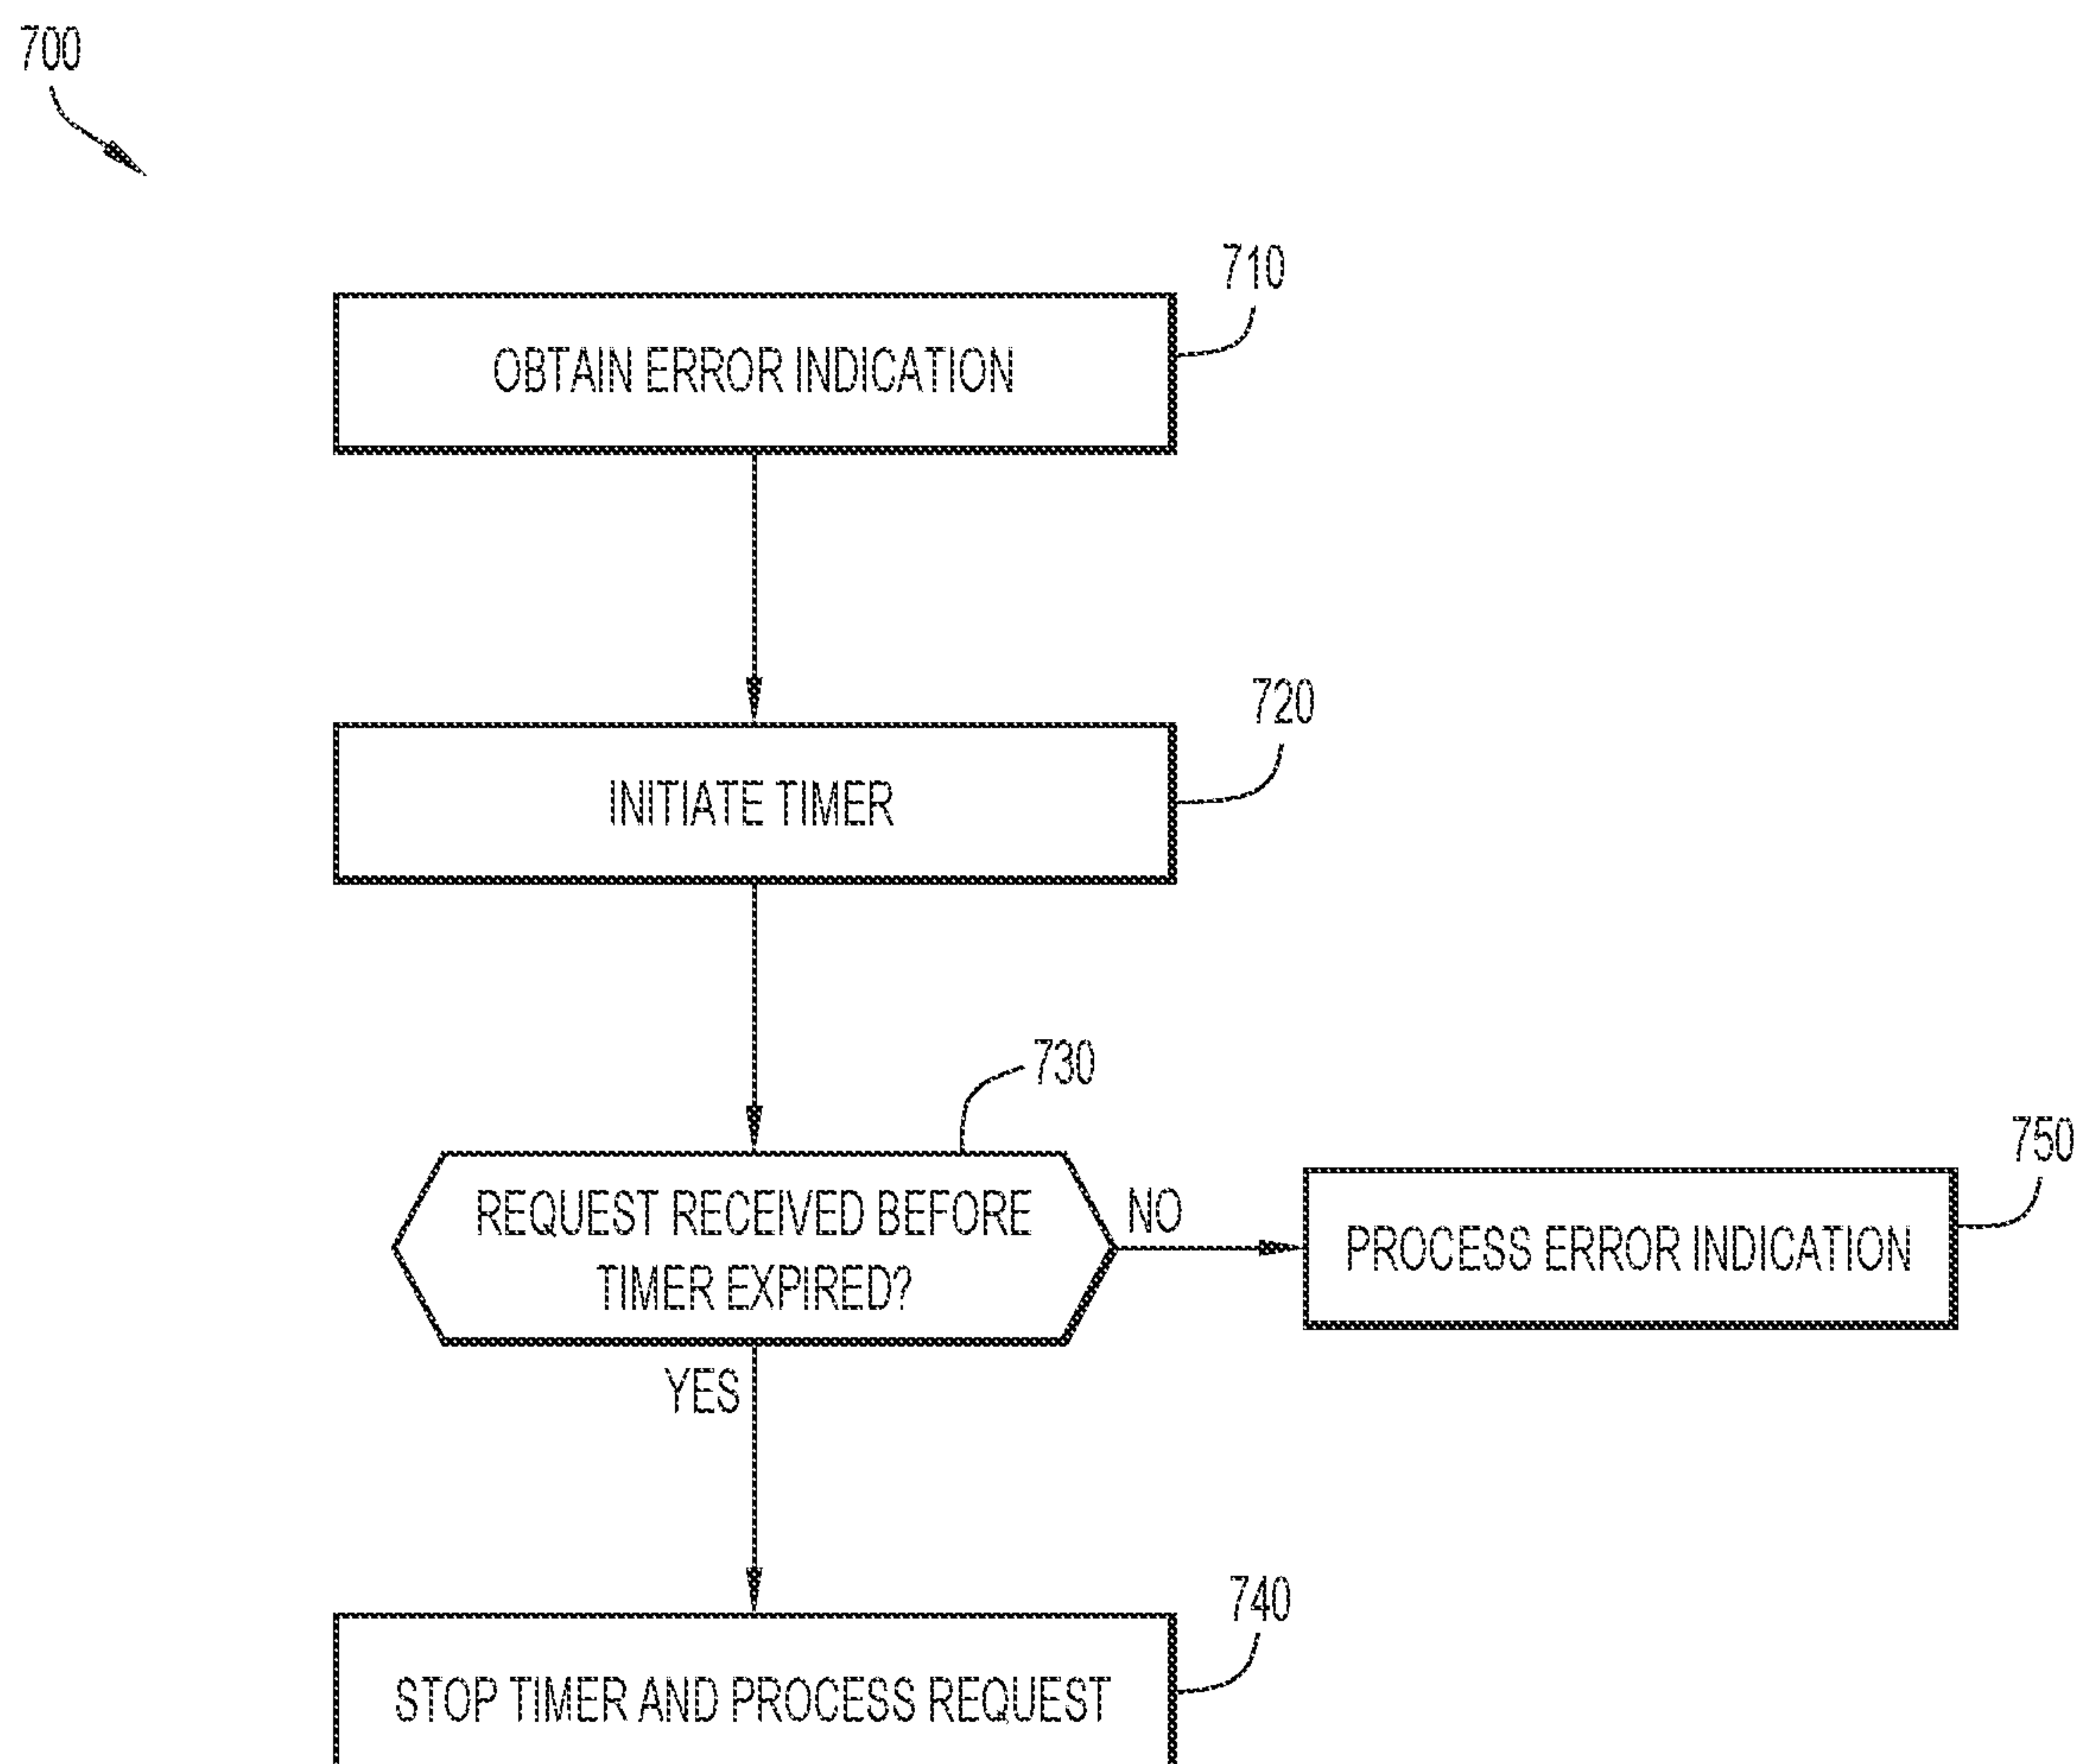 700
710
OBTAIN ERROR INDICATION
720
INITIATE TIMER
730
REQUEST RECEIVED BEFORE
TIMER EXPIRED?
NO
750
PROCESS ERROR INDICATION
YES
740
STOP TIMER AND PROCESS REQUEST